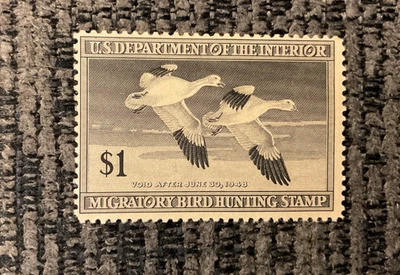 U.S. DEPARTMENT OF THE INTERIOR
$1
VOID AFTER JUNE 30, 1948
MIGRATORY BIRD HUNTING STAMP